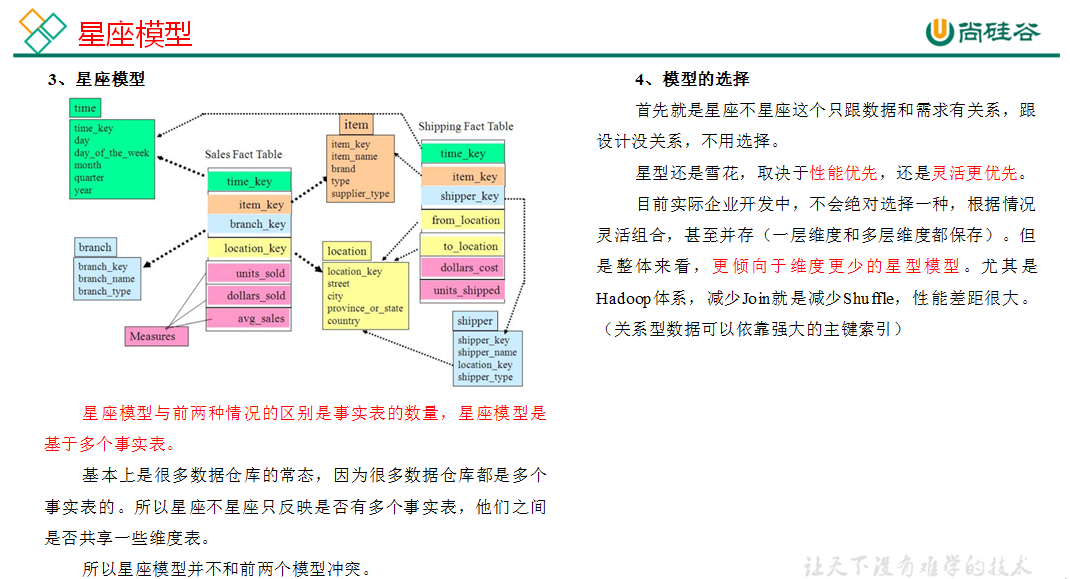 星座模型
尚硅谷
3、星座模型
time
time_key
day
day_of_the_week
month
quarter
year
branch
branch_key
branch_name
branch_type
Measures
Sales Fact Table
time_key
item_key
branch_key
location_key
units_sold
dollars_sold
avg_sales
item
item_key
item_name
brand
type
supplier_type
location
location_key
street
city
province_or_state
country
Shipping Fact Table
time_key
item_key
shipper_key
from_location
to_location
dollars_cost
units_shipped
shipper
shipper_key
shipper_name
location_key
shipper_type
星座模型与前两种情况的区别是事实表的数量，星座模型是
基于多个事实表。
基本上是很多数据仓库的常态，因为很多数据仓库都是多个
事实表的。所以星座不星座只反映是否有多个事实表，他们之间
是否共享一些维度表。
所以星座模型并不和前两个模型冲突。
4、模型的选择
首先就是星座不星座这个只跟数据和需求有关系，跟
设计没关系，不用选择。
星型还是雪花，取决于性能优先，还是灵活更优先。
目前实际企业开发中，不会绝对选择一种，根据情况
灵活组合，甚至并存（一层维度和多层维度都保存）。但
是整体来看，更倾向于维度更少的星型模型。尤其是
Hadoop体系，减少Join就是减少Shuffle，性能差距很大。
（关系型数据可以依靠强大的主键索引）
让天下没有难学的技术